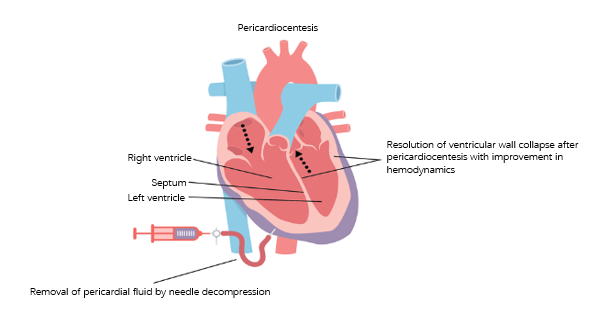 Pericardiocentesis
Resolution of ventricular wall collapse after
pericardiocentesis with improvement in
hemodynamics
Right ventricle
Septum
Left ventricle
Removal of pericardial fluid by needle decompression